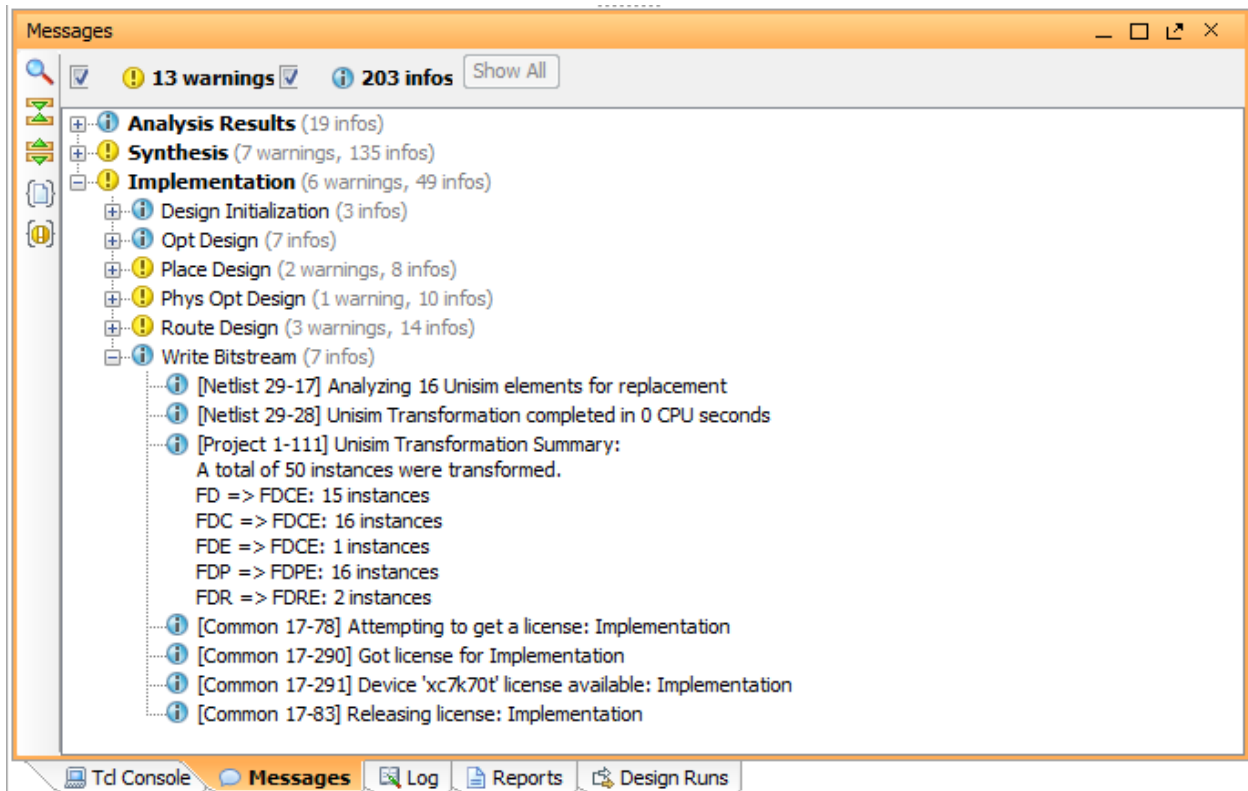 Messages
13 warnings 203 infos Show All
Analysis Results (19 infos)
Synthesis (7 warnings, 135 infos)
Implementation (6 warnings, 49 infos)
Design Initialization (3 infos)
Opt Design (7 infos)
Place Design (2 warnings, 8 infos)
Phys Opt Design (1 warning, 10 infos)
Route Design (3 warnings, 14 infos)
Write Bitstream (7 infos)
[Netlist 29-17] Analyzing 16 Unisim elements for replacement
[Netlist 29-28] Unisim Transformation completed in 0 CPU seconds
[Project 1-111] Unisim Transformation Summary:
A total of 50 instances were transformed.
FD => FDCE: 15 instances
FDC => FDCE: 16 instances
FDE => FDCE: 1 instances
FDP => FDPE: 16 instances
FDR => FDRE: 2 instances
[Common 17-78] Attempting to get a license: Implementation
[Common 17-290] Got license for Implementation
[Common 17-291] Device 'xc7k70t' license available: Implementation
[Common 17-83] Releasing license: Implementation
Tcl Console Messages Log Reports Design Runs